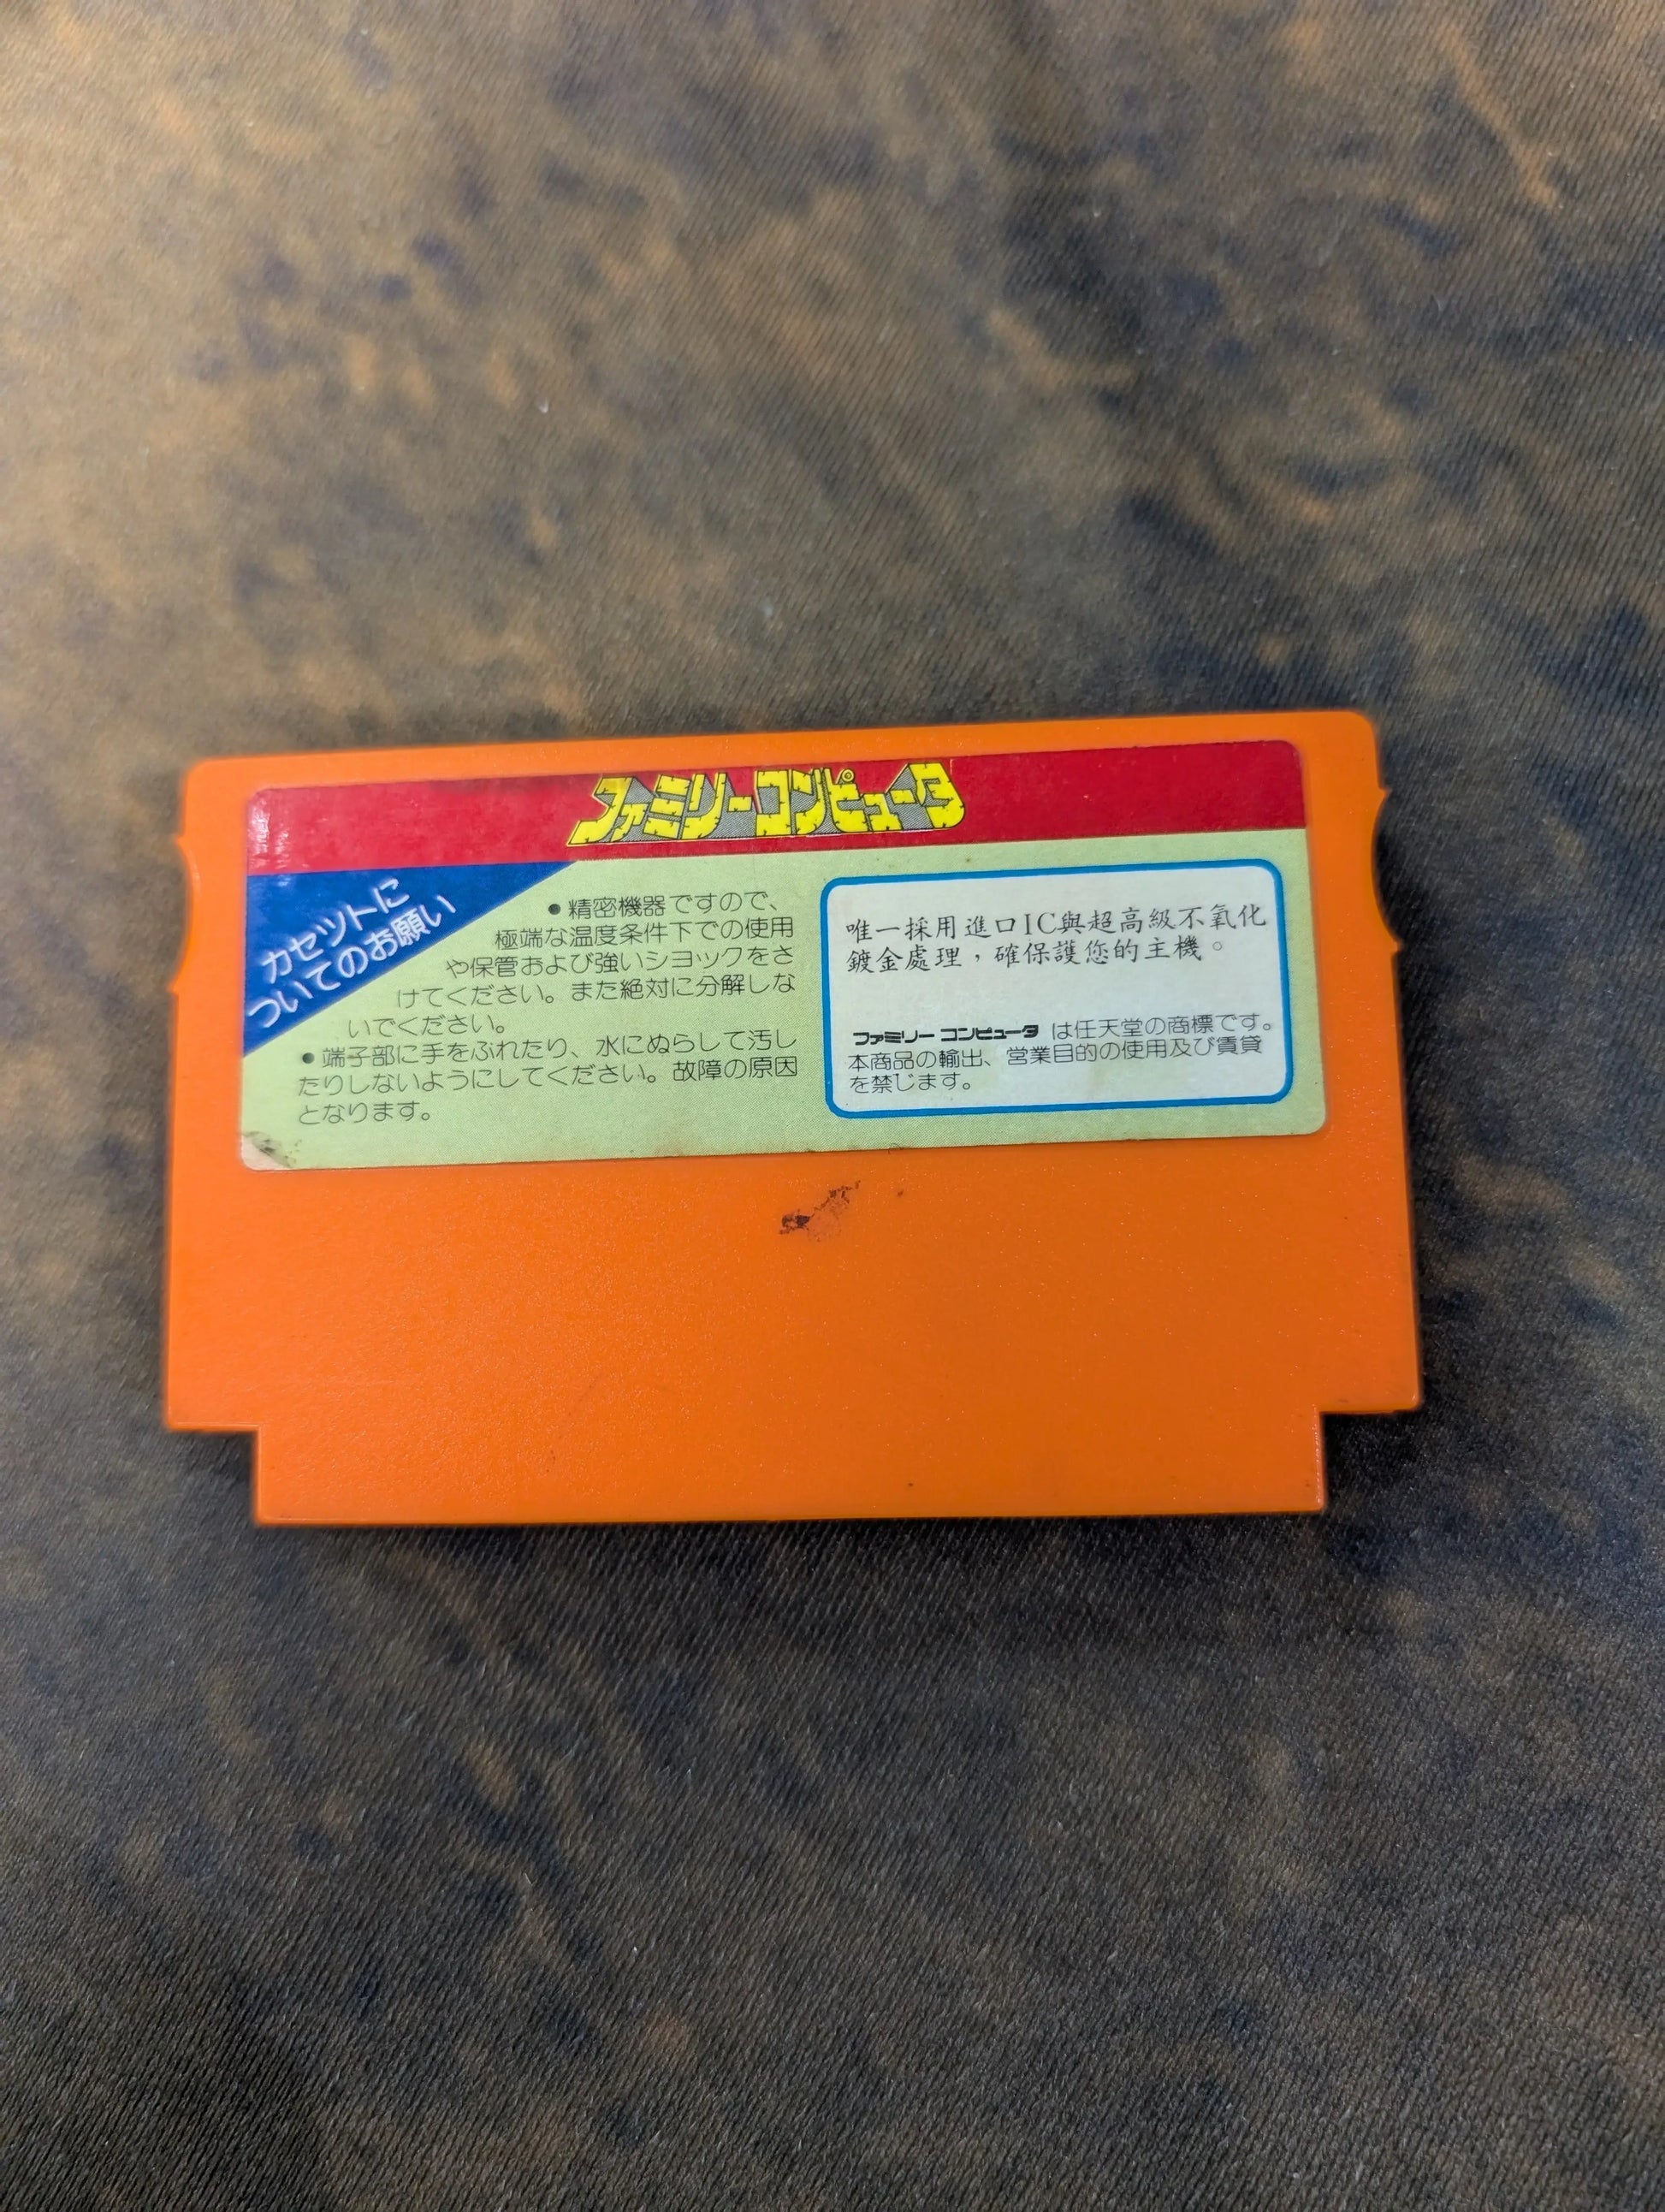 ファミリーコンピュータ
カセットに
ついてのお願い
●精密機器ですので、
極端な温度条件下での使用
や保管および強いショックをさ
けてください。また絶対に分解しな
いでください。
●端子部に手をふれたり、水にぬらして汚し
たりしないようにしてください。故障の原因
となります。
唯一採用進口IC與超高級不氧化
鍍金處理，確保護您的主機。
ファミリーコンピュータ は任天堂の商標です。
本商品の輸出、営業目的の使用及び賃貸
を禁じます。